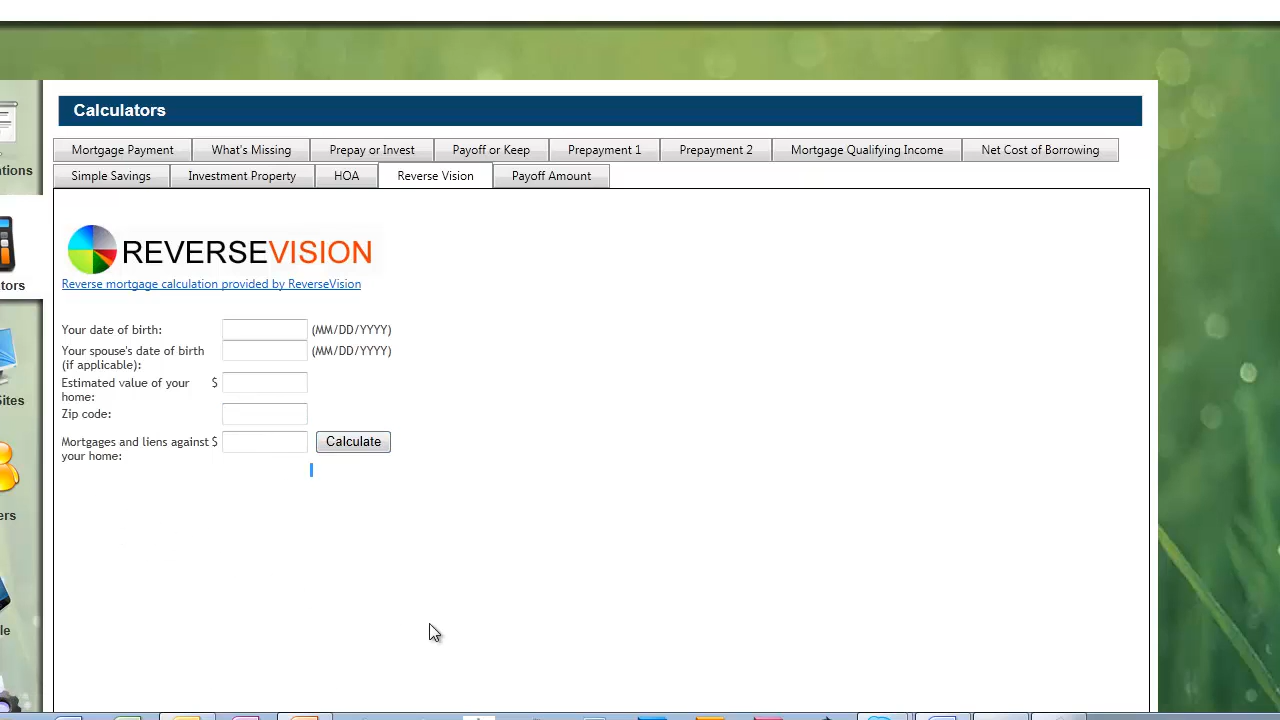 Calculators
Mortgage Payment What's Missing Prepay or Invest Payoff or Keep Prepayment 1 Prepayment 2 Mortgage Qualifying Income Net Cost of Borrowing
Simple Savings Investment Property HOA Reverse Vision Payoff Amount
REVERSEVISION
Reverse mortgage calculation provided by ReverseVision
Your date of birth: (MM/DD/YYYY)
Your spouse's date of birth (MM/DD/YYYY)
(if applicable):
Estimated value of your $
home:
Zip code:
Mortgages and liens against $ Calculate
your home:
ations
ators
Sites
ers
le